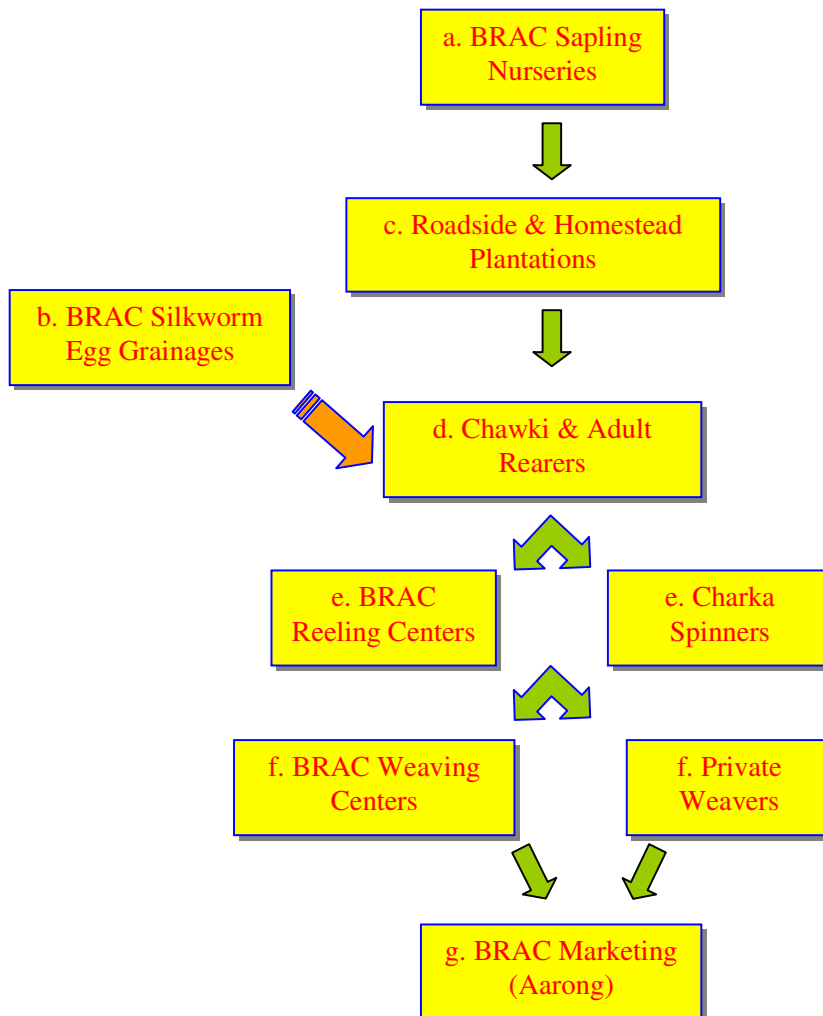 a. BRAC Sapling
Nurseries
c. Roadside & Homestead
Plantations
b. BRAC Silkworm
Egg Grainages
d. Chawki & Adult
Rearers
e. BRAC
Reeling Centers
e. Charka
Spinners
f. BRAC Weaving
Centers
f. Private
Weavers
g. BRAC Marketing
(Aarong)